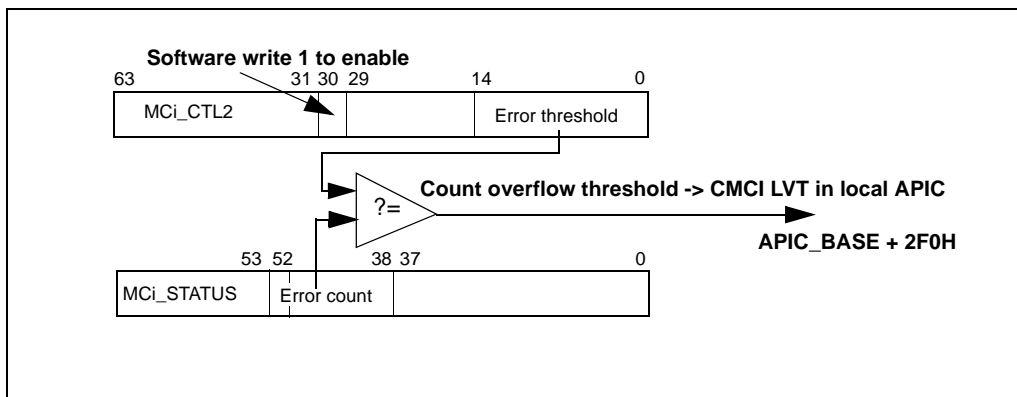 Software write 1 to enable
63 31 30 29 14 0
MCi_CTL2 Error threshold
?=
Count overflow threshold -> CMCI LVT in local APIC
APIC_BASE + 2F0H
53 52 38 37 0
MCi_STATUS Error count